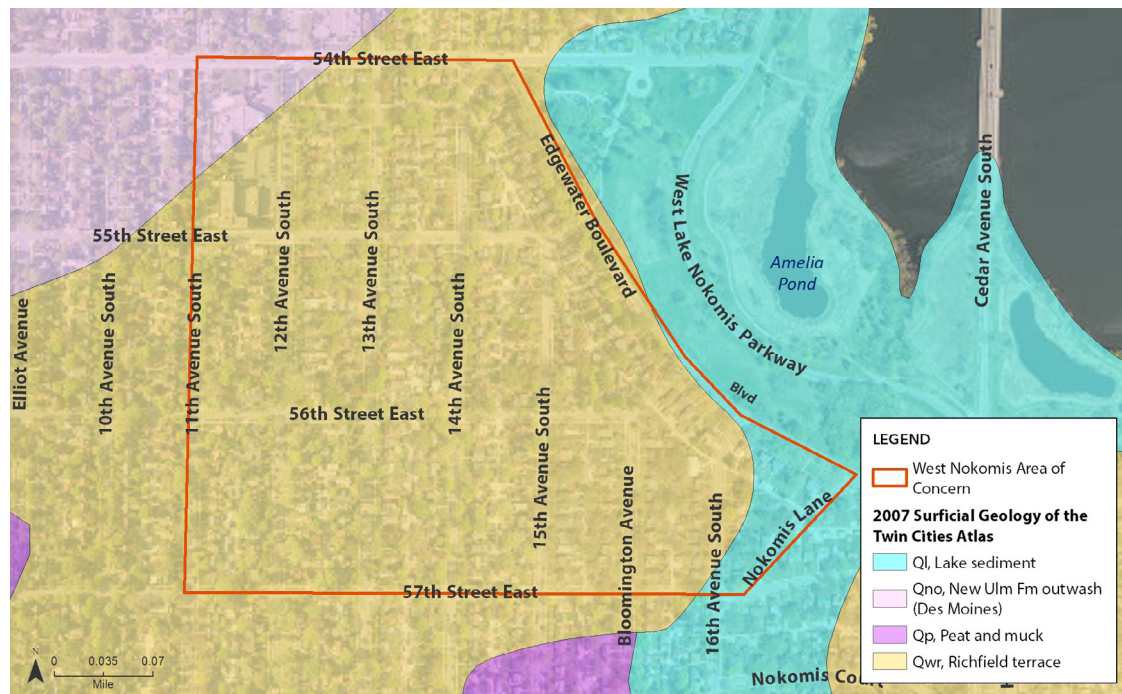 54th Street East
Edgewater Boulevard
West Lake Nokomis Parkway
Cedar Avenue South
12th Avenue South
13th Avenue South
55th Street East
Amelia
Pond
Elliot Avenue
10th Avenue South
11th Avenue South
14th Avenue South
Blvd
56th Street East
15th Avenue South
Bloomington Avenue
16th Avenue South
Nokomis Lane
57th Street East
LEGEND
West Nokomis Area of
Concern
2007 Surficial Geology of the
Twin Cities Atlas
Ql, Lake sediment
Qno, New Ulm Fm outwash
(Des Moines)
Qp, Peat and muck
Qwr, Richfield terrace
N
0 0.035 0.07
Mile
Nokomis